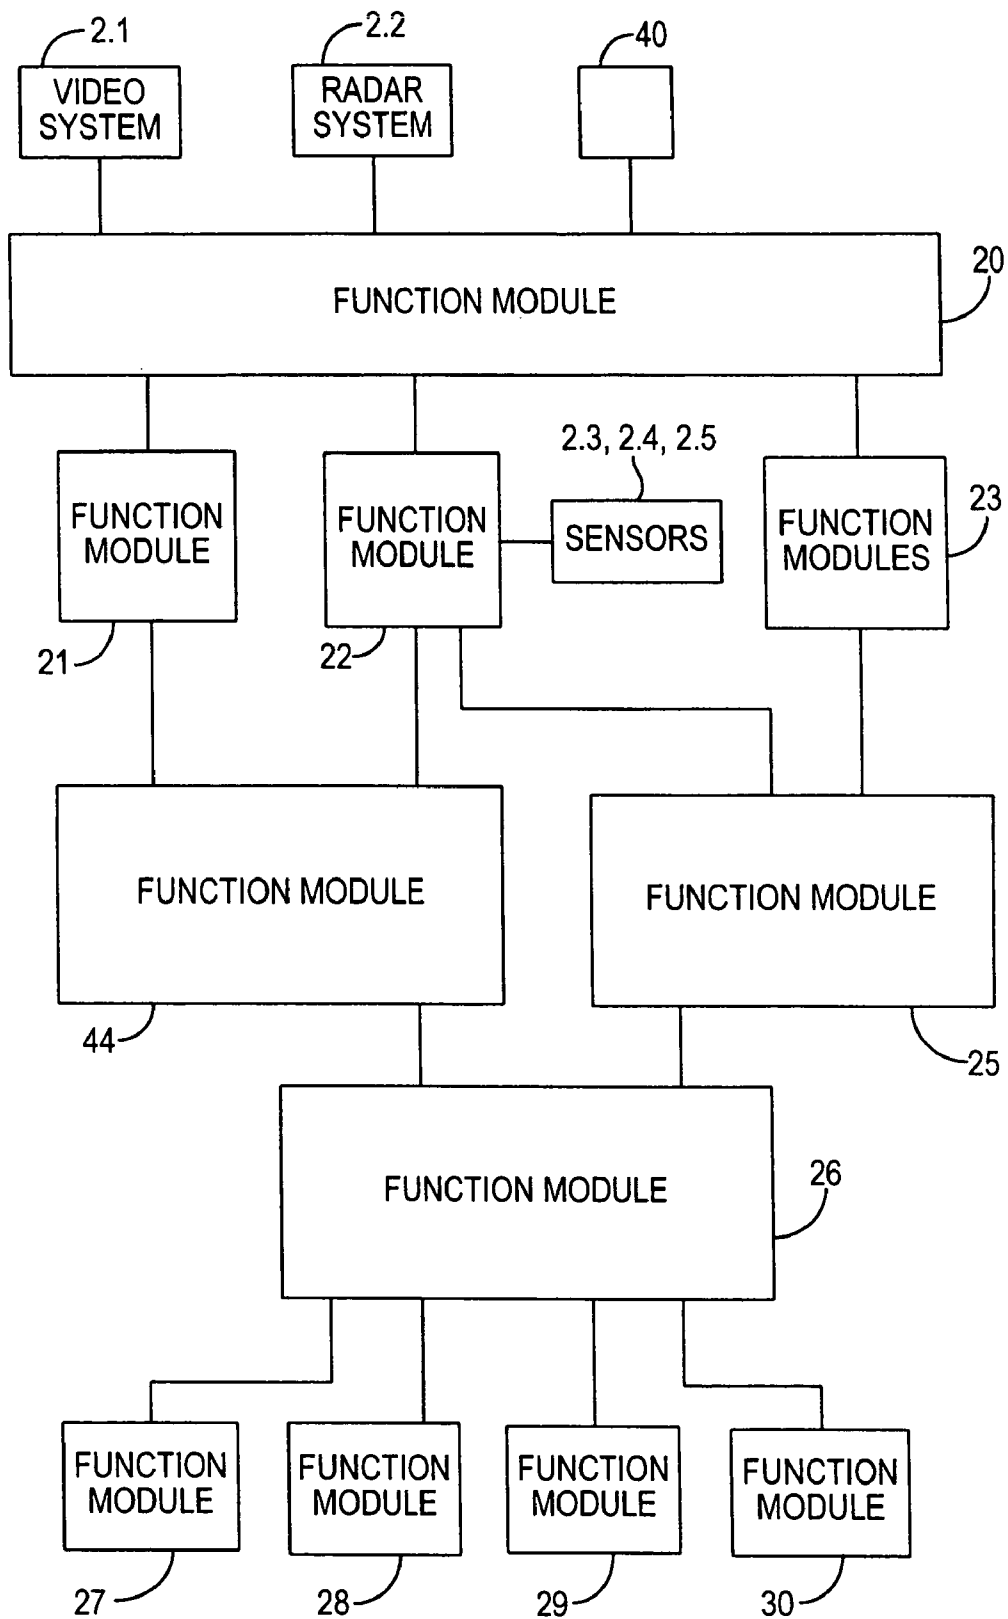 2.1
2.2
40
VIDEO
SYSTEM
RADAR
SYSTEM
FUNCTION MODULE
20
2.3, 2.4, 2.5
FUNCTION
MODULE
FUNCTION
MODULE
SENSORS
FUNCTION
MODULES
23
21
22
FUNCTION MODULE
FUNCTION MODULE
44
25
FUNCTION MODULE
26
FUNCTION
MODULE
FUNCTION
MODULE
FUNCTION
MODULE
FUNCTION
MODULE
27
28
29
30